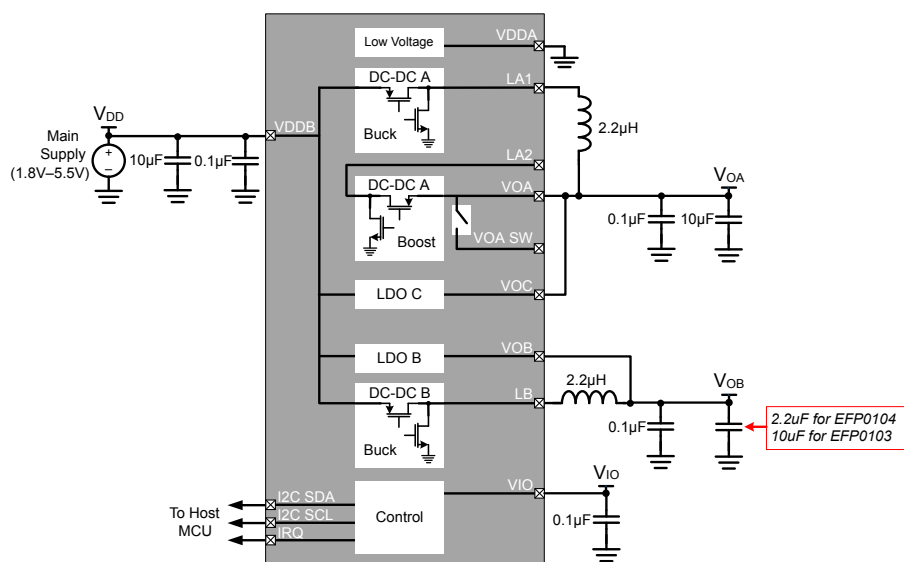 Low Voltage
VDDA
DC-DC A
LA1
Buck
2.2µH
VDD
Main
Supply
(1.8V–5.5V)
10µF
0.1µF
VDDB
LA2
DC-DC A
VOA
VOA
Boost
VOA SW
0.1µF
10µF
LDO C
VOC
LDO B
VOB
DC-DC B
2.2µH
LB
VOB
Buck
0.1µF
2.2uF for EFP0104
10uF for EFP0103
I2C SDA
I2C SCL
IRQ
To Host
MCU
Control
VIO
VIO
0.1µF